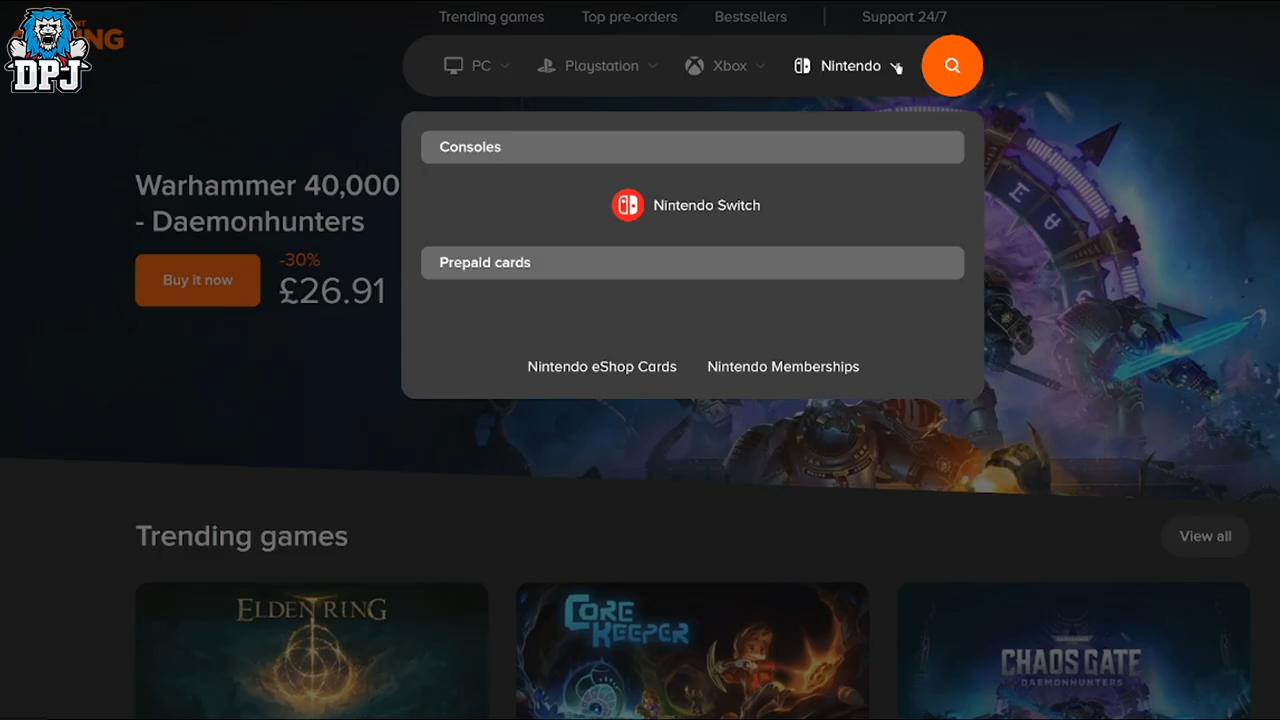 Trending games Top pre-orders Bestsellers Support 24/7
NG
DPJ
PC Playstation Xbox Nintendo
Consoles
Nintendo Switch
Prepaid cards
Nintendo eShop Cards Nintendo Memberships
Warhammer 40,000
- Daemonhunters
Buy it now
-30%
£26.91
Trending games
View all
ELDEN RING
CORE
KEEPER
CHAOS GATE
DAEMONHUNTERS